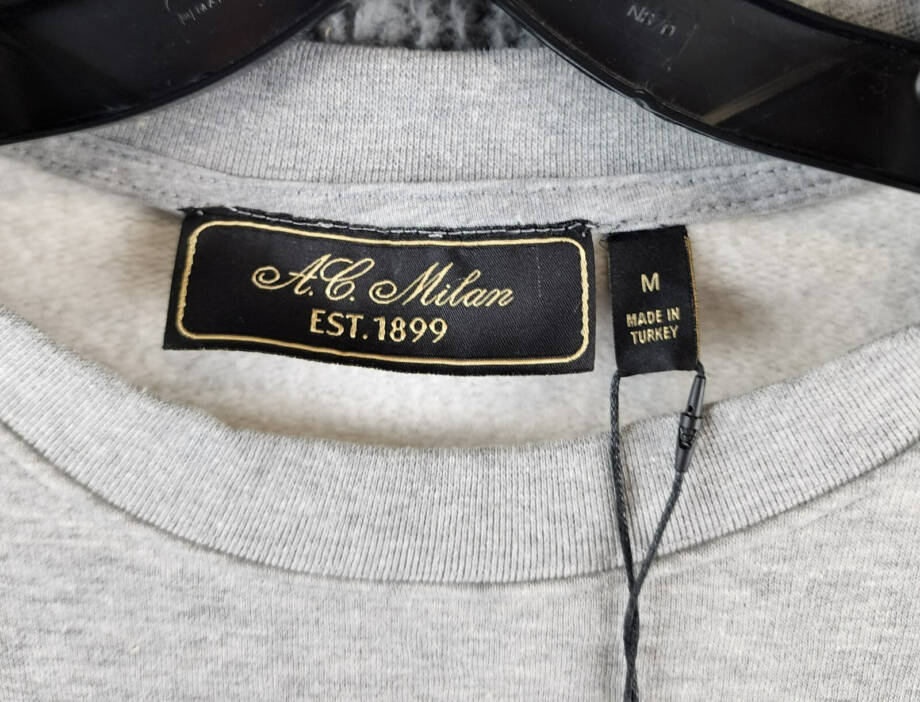 A.C. Milan
EST. 1899
M
MADE IN
TURKEY